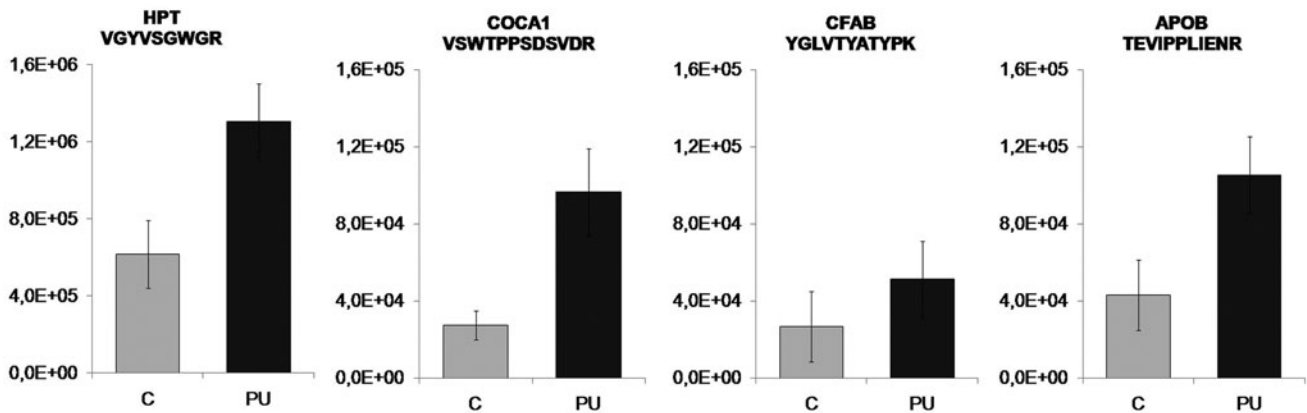 HPT
VGYVSGWGR
1,6E+06
1,2E+06
8,0E+05
4,0E+05
0,0E+00
C PU
COCA1
VSWTPPSDSVDR
1,6E+05
1,2E+05
8,0E+04
4,0E+04
0,0E+00
C PU
CFAB
YGLVTYATYPK
1,6E+05
1,2E+05
8,0E+04
4,0E+04
0,0E+00
C PU
APOB
TEVIPPLIENR
1,6E+05
1,2E+05
8,0E+04
4,0E+04
0,0E+00
C PU